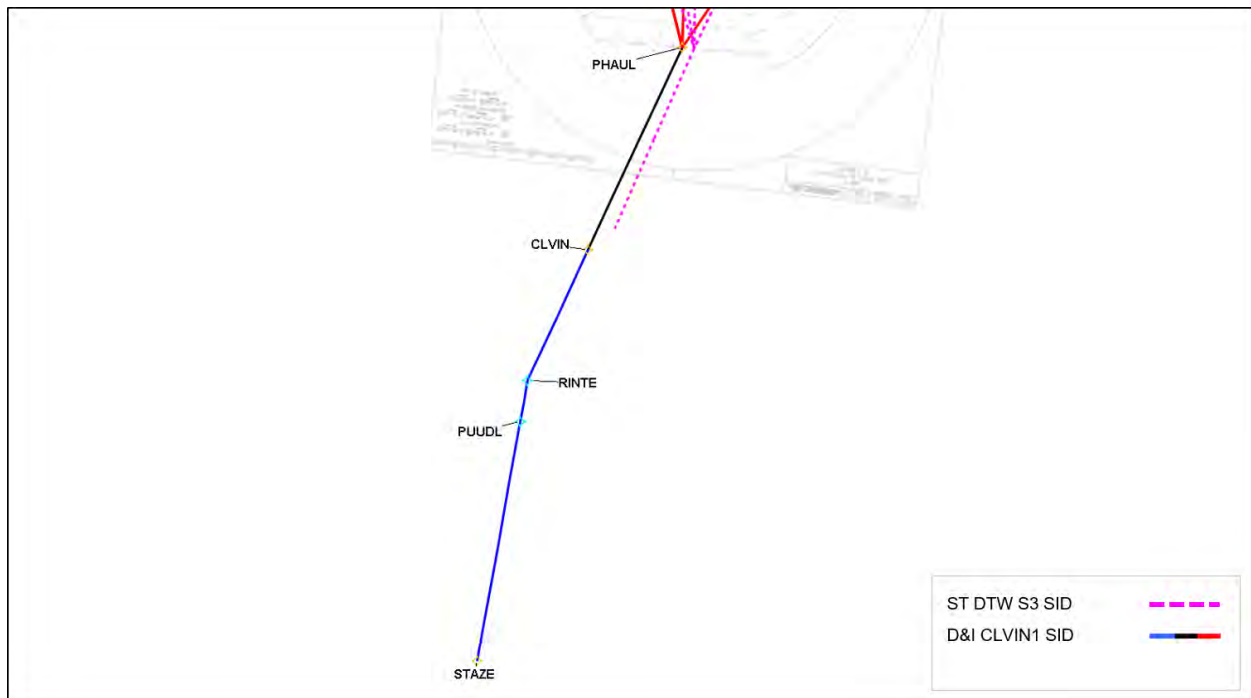 PHAUL
CLVIN
RINTE
PUUDL
STAZE
ST DTW S3 SID
D&I CLVIN1 SID